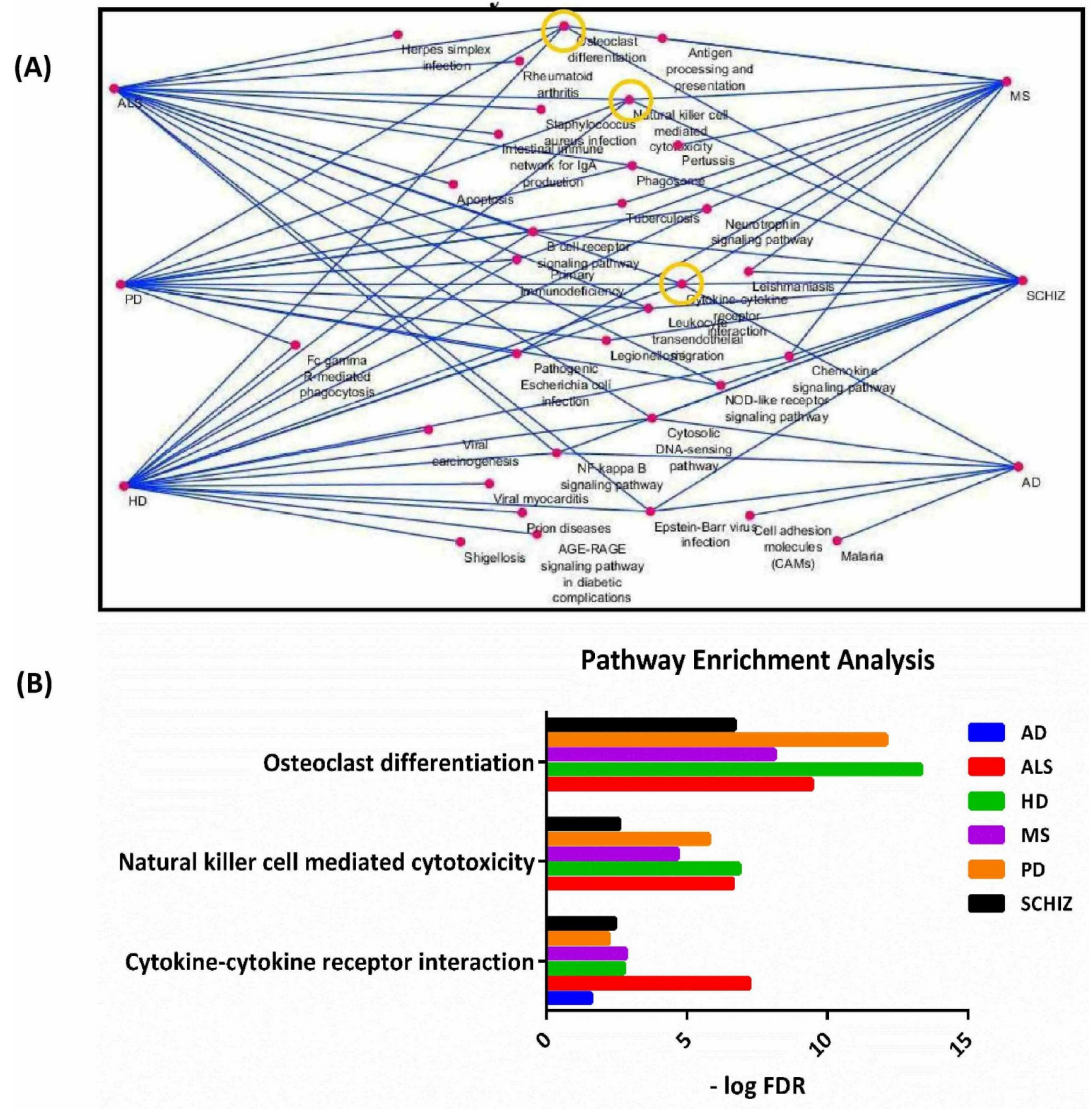 (A)
Herpes simplex
infection
Osteoclast
differentiation
Antigen
processing and
presentation
Rheumatoid
arthritis
ALS
MS
Staphylococcus
aureus infection
Natural killer cell
mediated
cytotoxicity
Pertussis
Intestinal immune
network for IgA
production
Phagosome
Apoptosis
Tuberculosis
Neurotrophin
signaling pathway
B cell receptor
signaling pathway
Primary
immunodeficiency
Leishmaniasis
Cytokine-cytokine
receptor
interaction
PD
SCHIZ
Leukocyte
transendothelial
migration
Legionellosis
Fc gamma
R-mediated
phagocytosis
Pathogenic
Escherichia coli
infection
Chemokine
signaling pathway
NOD-like receptor
signaling pathway
Viral
carcinogenesis
Cytosolic
DNA-sensing
pathway
NF-kappa B
signaling pathway
HD
AD
Viral myocarditis
Prion diseases
Epstein-Barr virus
infection
Cell adhesion
molecules
(CAMs)
Malaria
Shigellosis
AGE-RAGE
signaling pathway
in diabetic
complications
(B)
Pathway Enrichment Analysis
Osteoclast differentiation
Natural killer cell mediated cytotoxicity
Cytokine-cytokine receptor interaction
AD
ALS
HD
MS
PD
SCHIZ
0 5 10 15
- log FDR